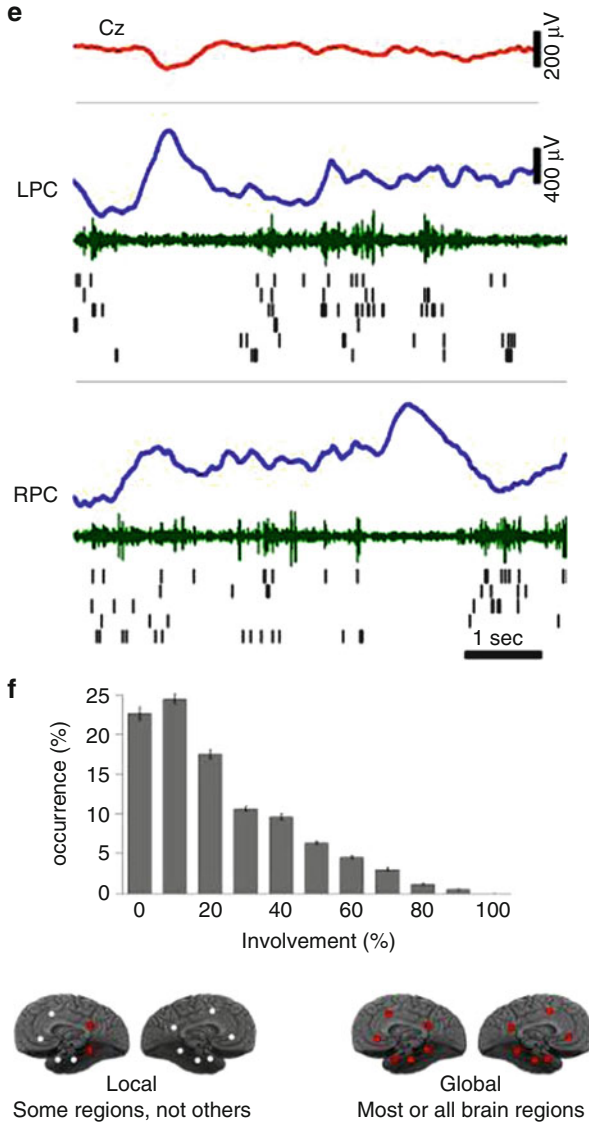 e
Cz
200 µV
LPC
400 µV
RPC
1 sec
f
25
20
15
10
5
0
occurrence (%)
0 20 40 60 80 100
Involvement (%)
Local
Some regions, not others
Global
Most or all brain regions